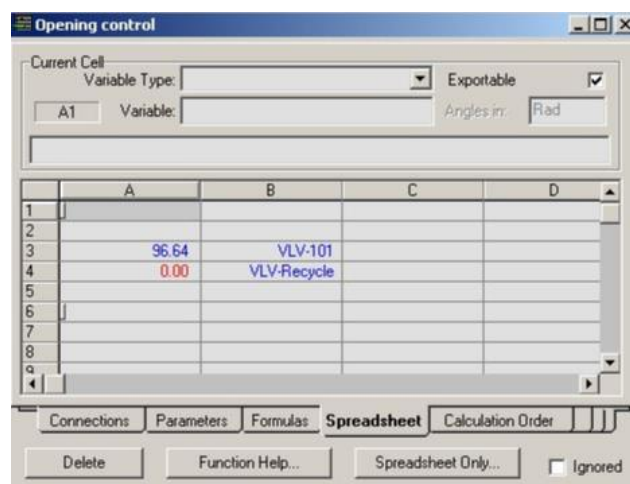 Opening control
Current Cell
Variable Type:
Exportable
A1 Variable:
Angles in: Rad
A B C D
1
2
3 96.64 VLV-101
4 0.00 VLV-Recycle
5
6
7
8
9
Connections Parameters Formulas Spreadsheet Calculation Order
Delete Function Help... Spreadsheet Only... Ignored